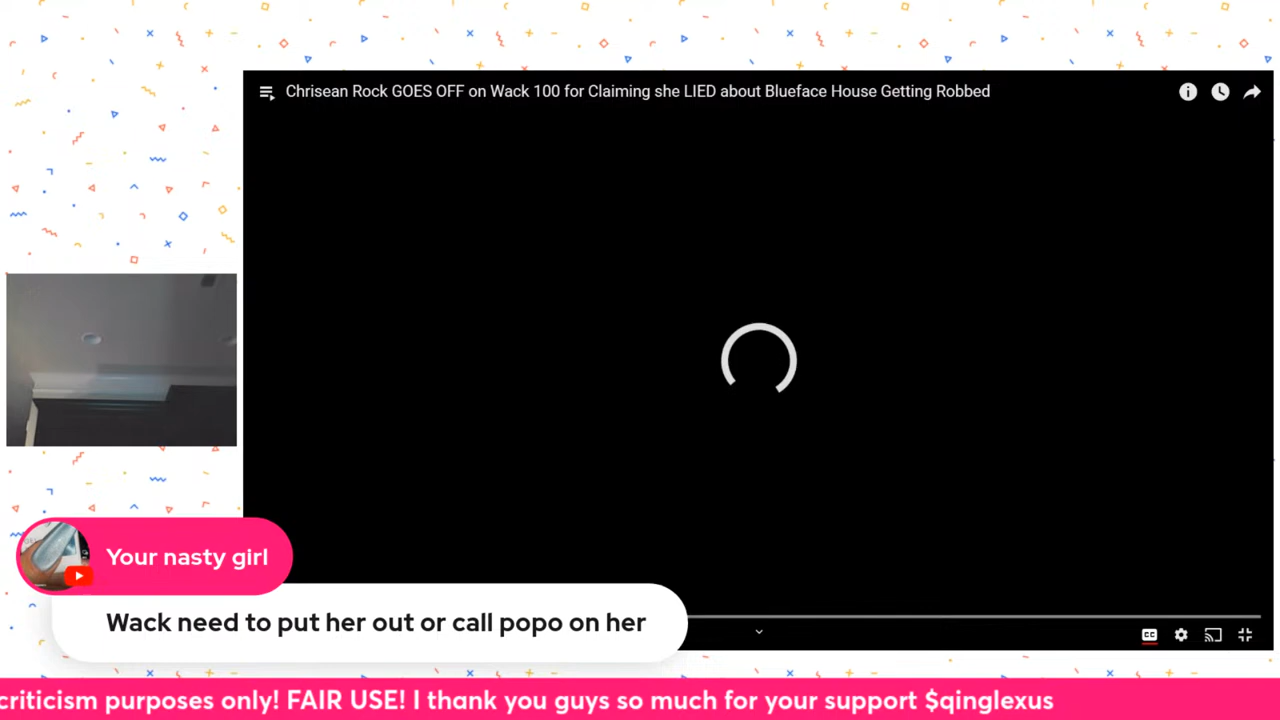 Chrisean Rock GOES OFF on Wack 100 for Claiming she LIED about Blueface House Getting Robbed
Your nasty girl
Wack need to put her out or call popo on her
CC
criticism purposes only! FAIR USE! I thank you guys so much for your support $qinglexus